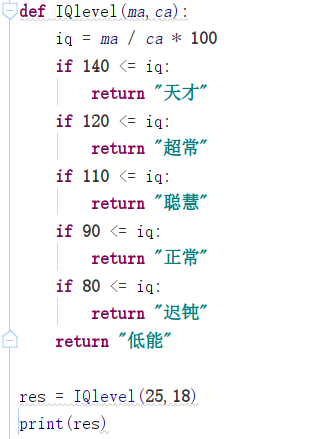 def IQlevel(ma,ca):
    iq = ma / ca * 100
    if 140 <= iq:
        return "天才"
    if 120 <= iq:
        return "超常"
    if 110 <= iq:
        return "聪慧"
    if 90 <= iq:
        return "正常"
    if 80 <= iq:
        return "迟钝"
    return "低能"
res = IQlevel(25,18)
print(res)